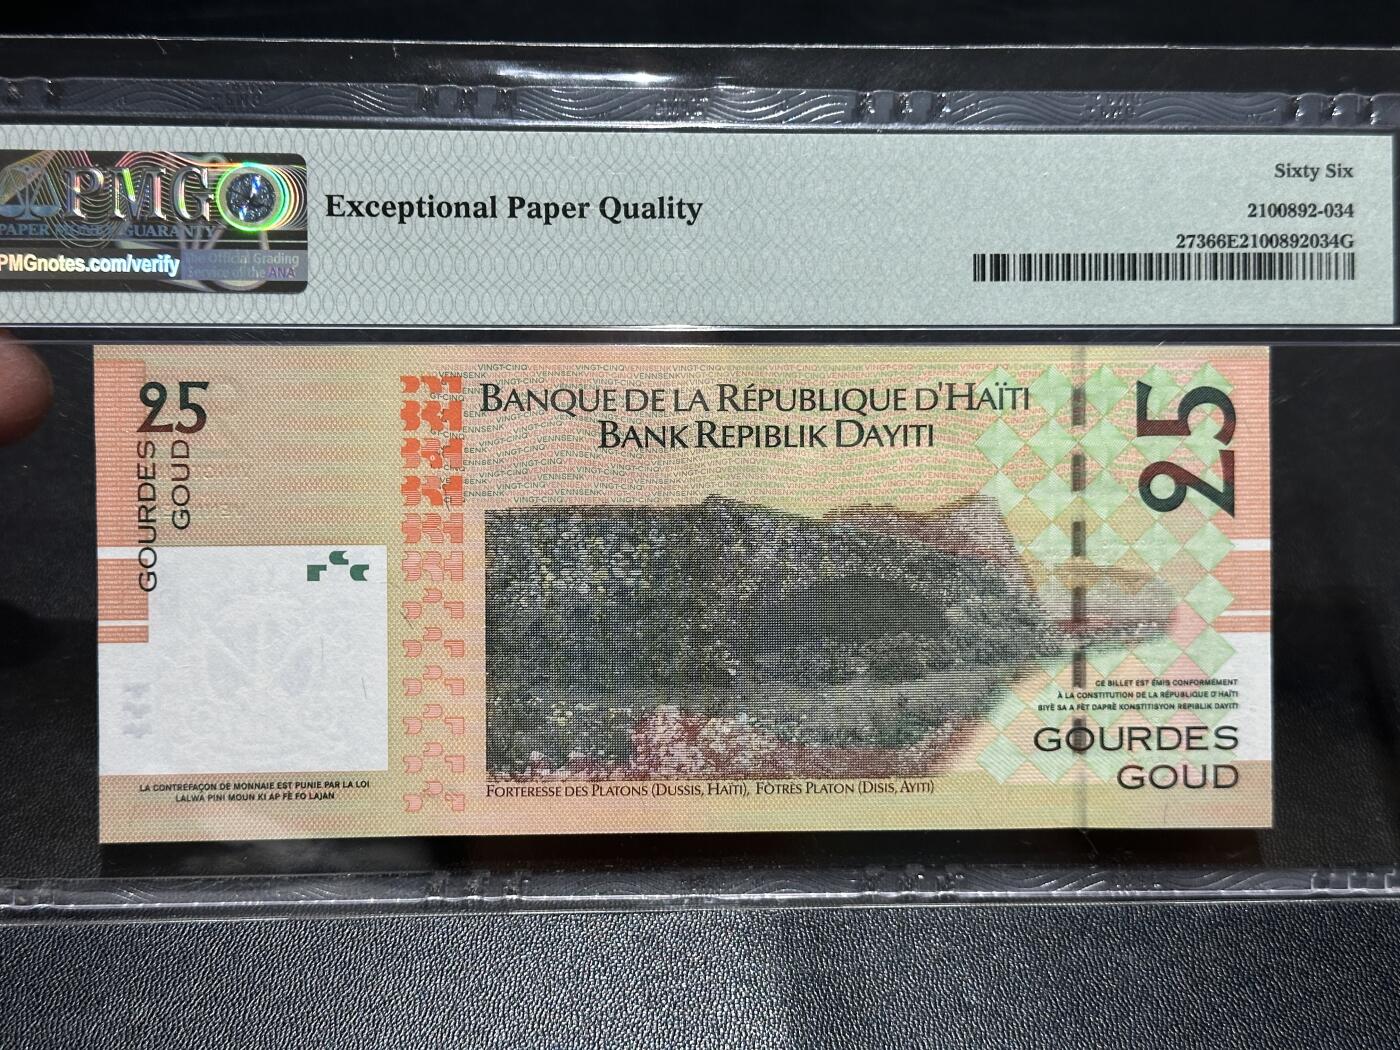 PMG
PAPER MONEY GUARANTY
PMGnotes.com/verify
The Official Grading
Service of the ANA
Exceptional Paper Quality
Sixty Six
2100892-034
27366E2100892034G
25
GOURDES
GOUD
BANQUE DE LA RÉPUBLIQUE D'HAÏTI
BANK REPIBLIK DAYITI
25
CE BILLET EST ÉMIS CONFORMEMENT
À LA CONSTITUTION DE LA RÉPUBLIQUE D'HAÏTI
BIYÈ SA A FÈT DAPRÈ KONSTITISYON REPIBLIK DAYITI
GOURDES
GOUD
LA CONTREFAÇON DE MONNAIE EST PUNIE PAR LA LOI
LALWA PINI MOUN KI AP FÈ FO LAJAN
FORTERESSE DES PLATONS (DUSSIS, HAÏTI), FÒTRÈS PLATON (DISIS, AYITI)